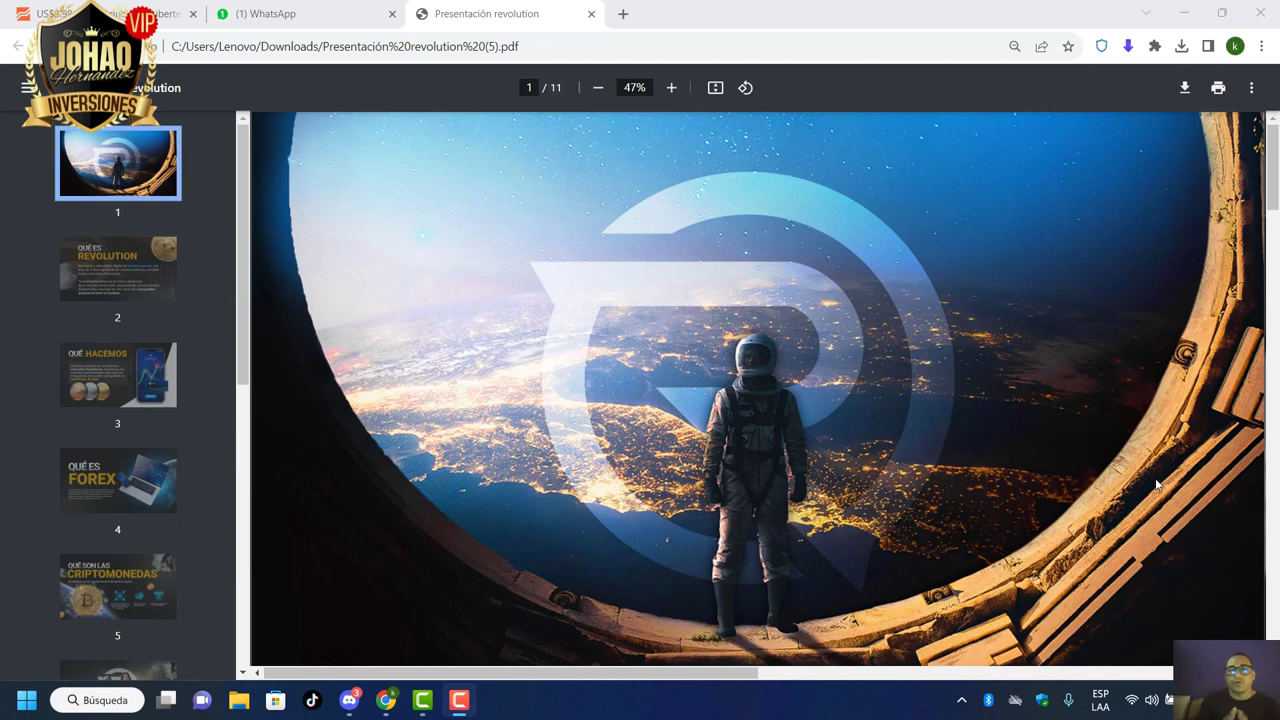 (1) WhatsApp
Presentación revolution
C:/Users/Lenovo/Downloads/Presentación%20revolution%20(5).pdf
k
VIP
JOHAO
Hernandez
INVERSIONES
1 / 11
47%
1
QUÉ ES
REVOLUTION
2
QUÉ HACEMOS
3
QUÉ ES
FOREX
4
QUÉ SON LAS
CRIPTOMONEDAS
5
Búsqueda
3
ESP
LAA